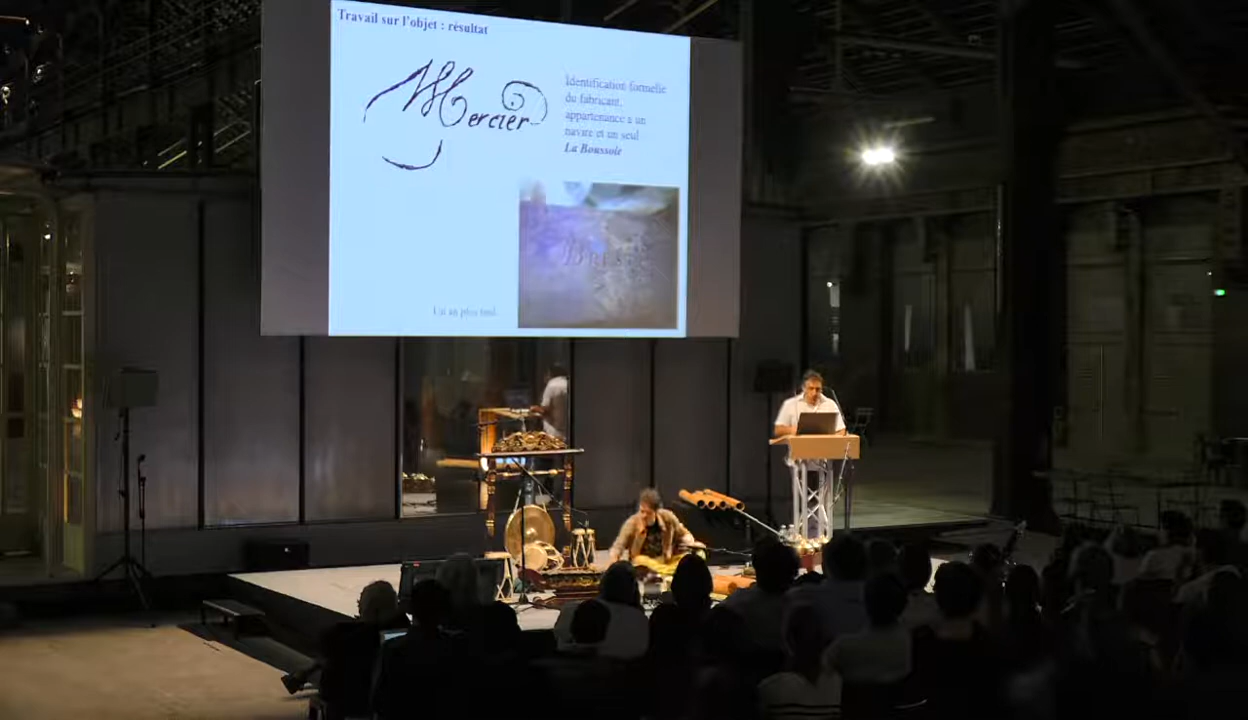 Travail sur l'objet : résultat
Mercier
Identification formelle
du fabricant,
appartenance à un
navire et un seul
La Boussole
BREST
Un an plus tard